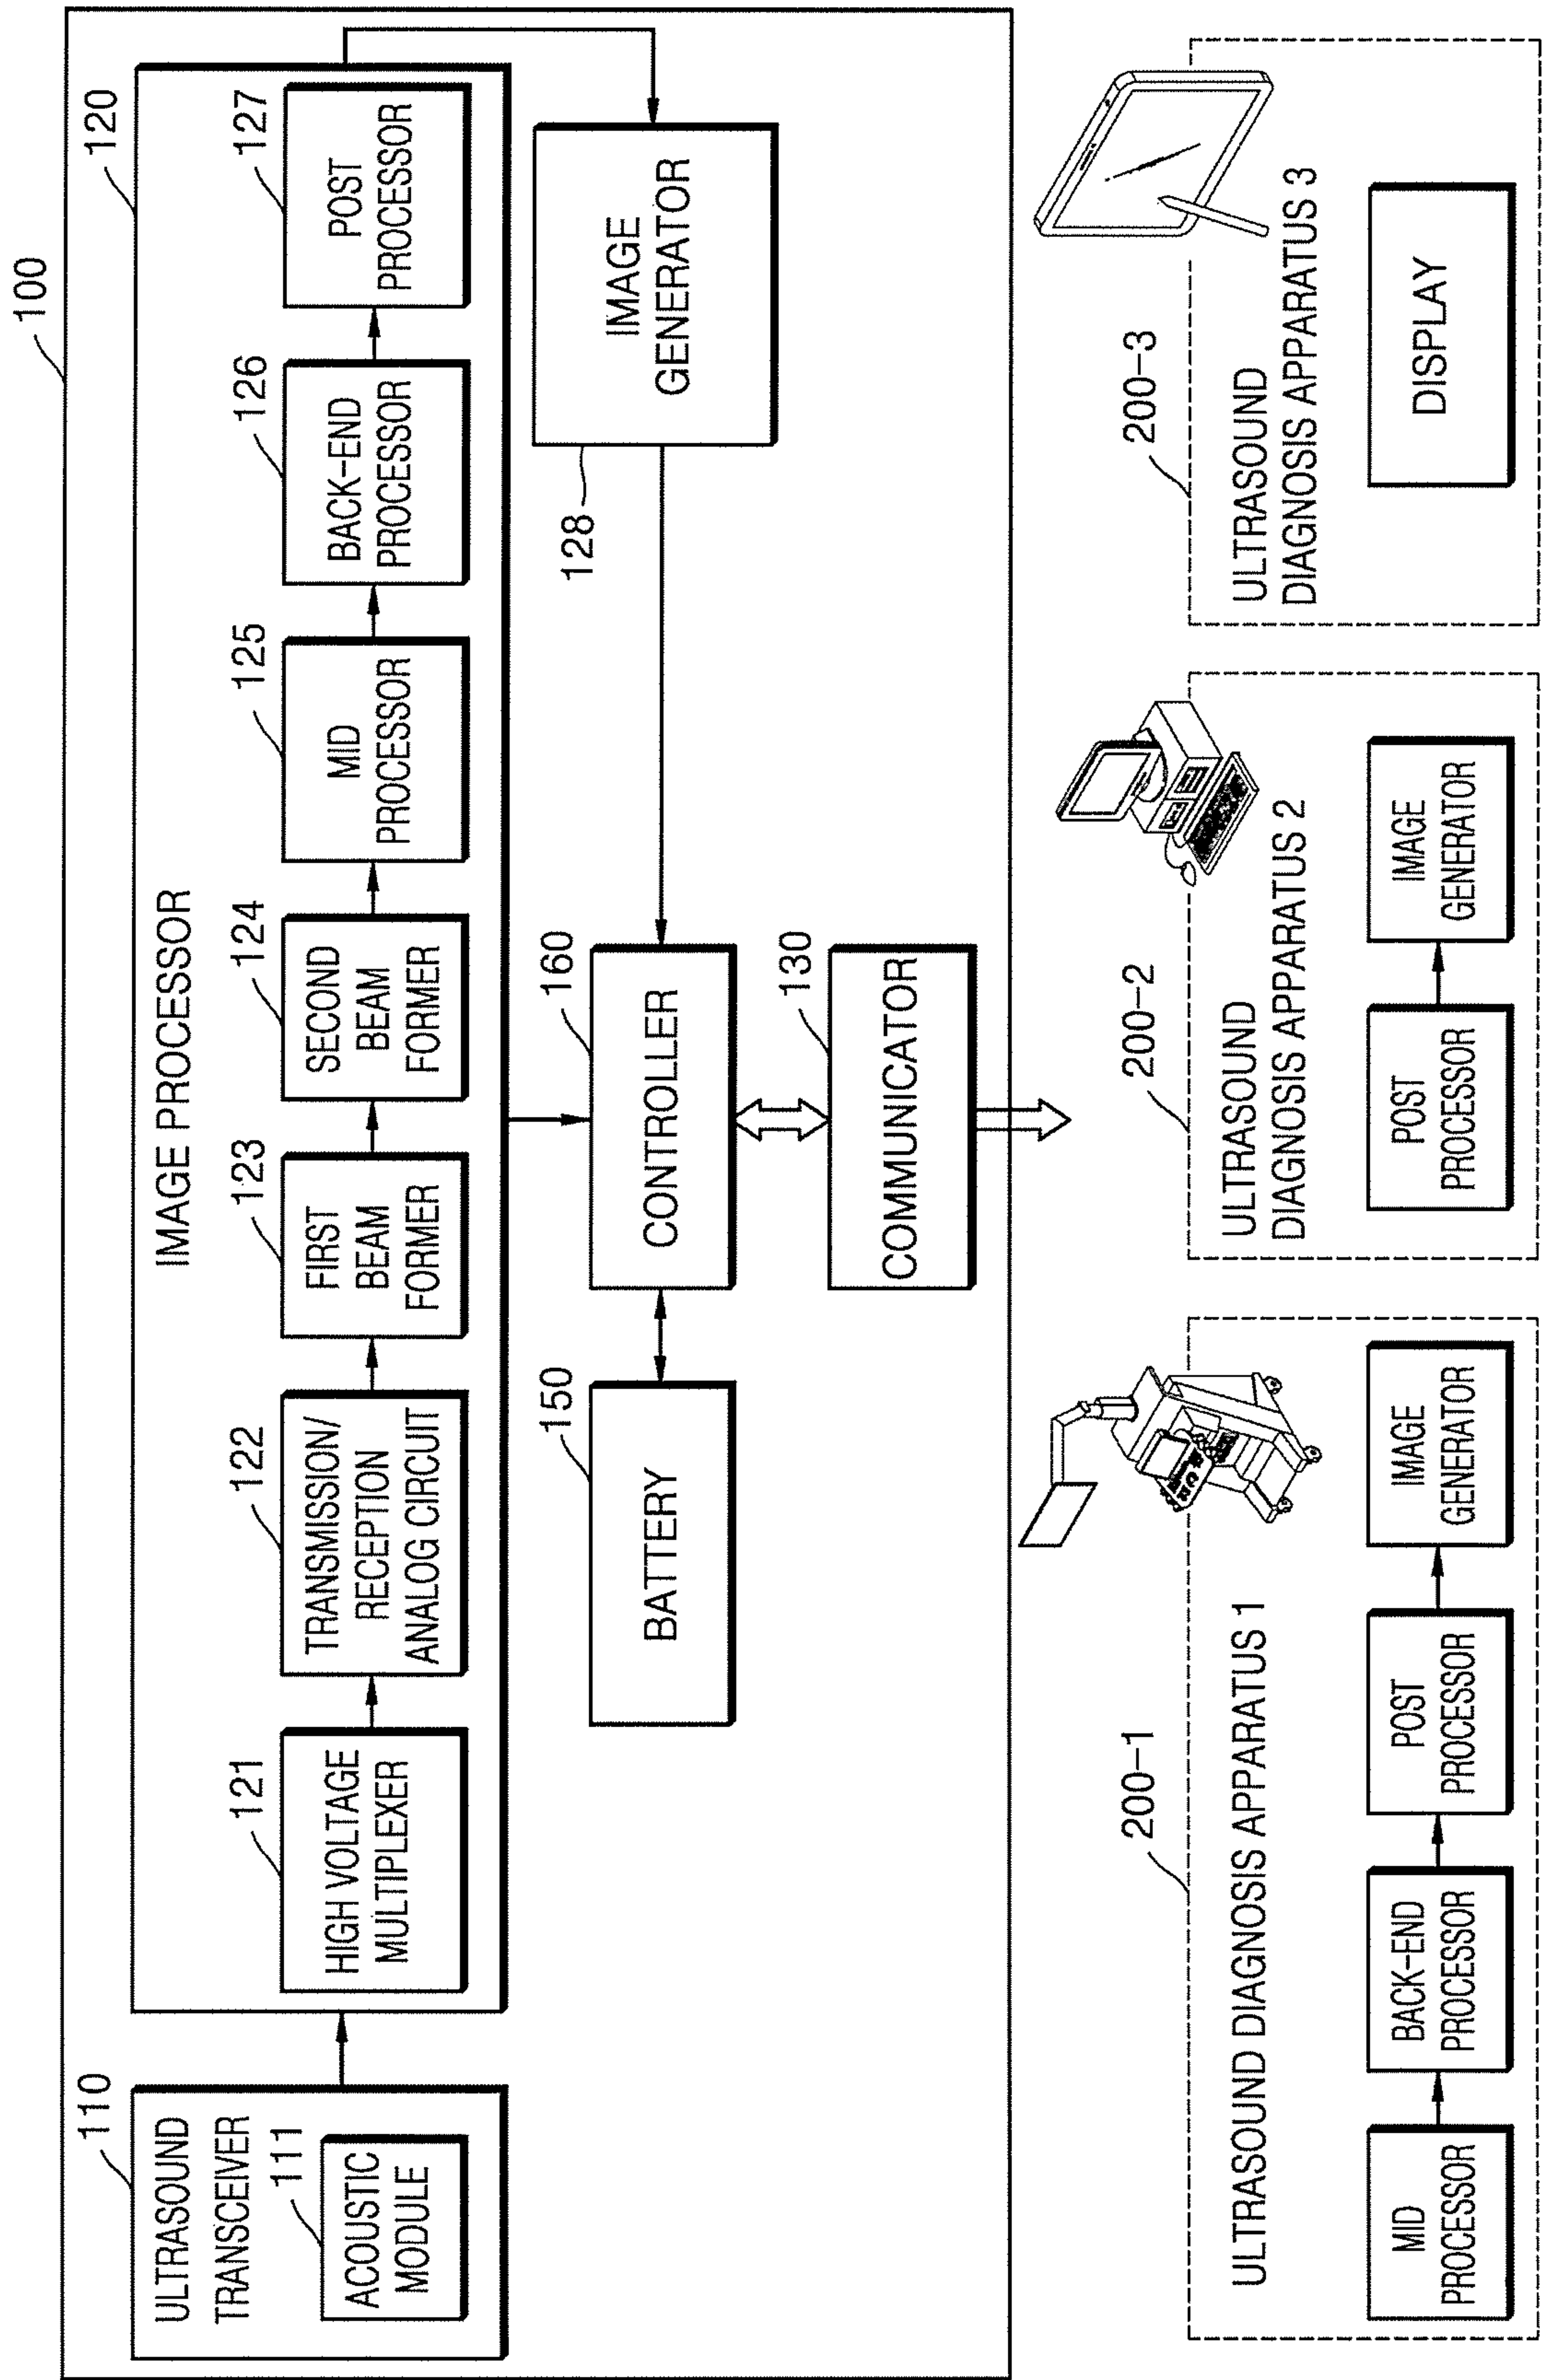 100
110
ULTRASOUND
TRANSCEIVER
111
ACOUSTIC
MODULE
120
IMAGE PROCESSOR
121
HIGH VOLTAGE
MULTIPLEXER
122
TRANSMISSION/
RECEPTION
ANALOG CIRCUIT
123
FIRST
BEAM
FORMER
124
SECOND
BEAM
FORMER
125
MID
PROCESSOR
126
BACK-END
PROCESSOR
127
POST
PROCESSOR
128
IMAGE
GENERATOR
150
BATTERY
160
CONTROLLER
130
COMMUNICATOR
200-1
ULTRASOUND DIAGNOSIS APPARATUS 1
MID
PROCESSOR
BACK-END
PROCESSOR
POST
PROCESSOR
IMAGE
GENERATOR
200-2
ULTRASOUND
DIAGNOSIS APPARATUS 2
POST
PROCESSOR
IMAGE
GENERATOR
200-3
ULTRASOUND
DIAGNOSIS APPARATUS 3
DISPLAY